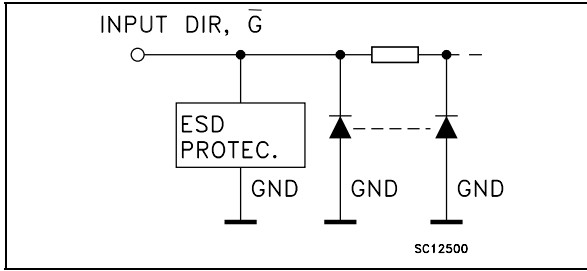 INPUT DIR, G̅
ESD
PROTEC.
GND GND GND
SC12500